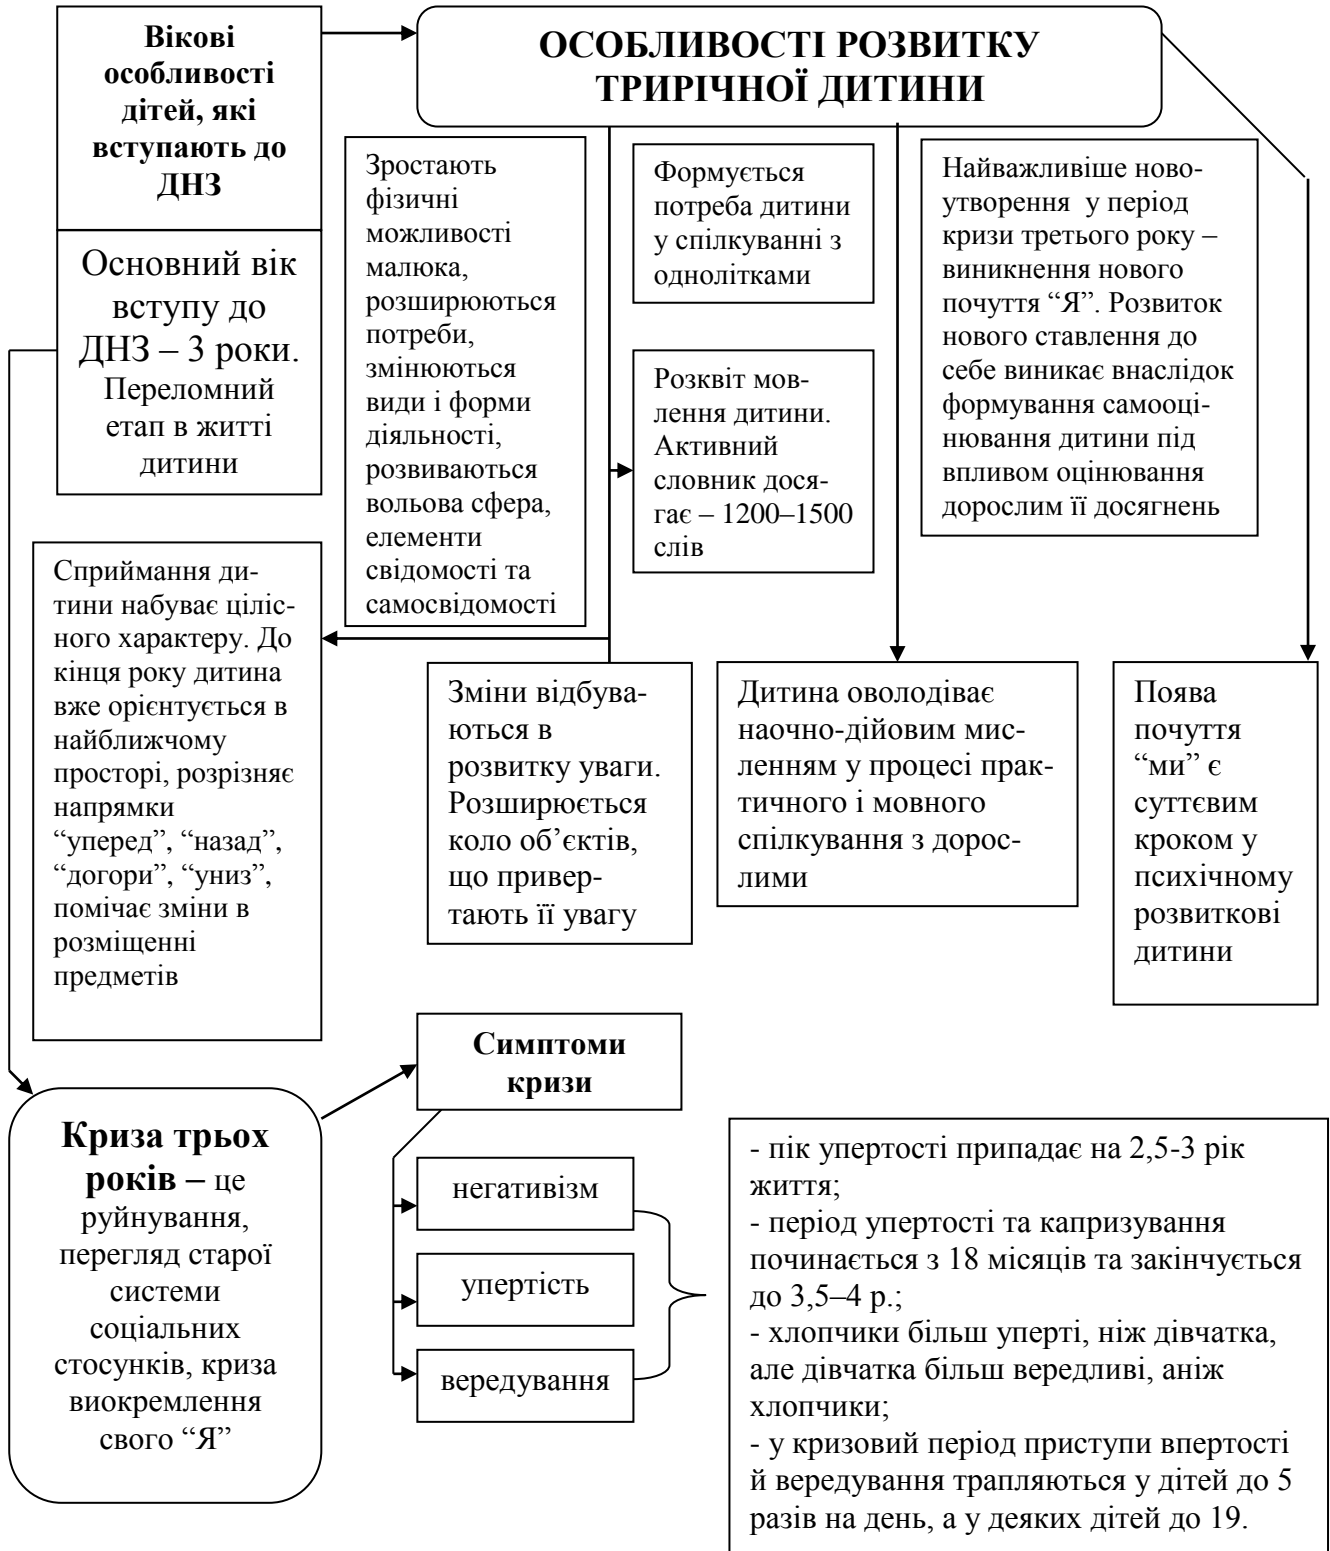 Вікові
особливості
дітей, які
вступають до
ДНЗ
ОСОБЛИВОСТІ РОЗВИТКУ
ТРИРІЧНОЇ ДИТИНИ
Основний вік
вступу до
ДНЗ – 3 роки.
Переломний
етап в житті
дитини
Зростають
фізичні
можливості
малюка,
розширюються
потреби,
змінюються
види і форми
діяльності,
розвиваються
вольова сфера,
елементи
свідомості та
самосвідомості
Формується
потреба дитини
у спілкуванні з
однолітками
Розквіт мов-
лення дитини.
Активний
словник дося-
гає – 1200–1500
слів
Найважливіше ново-
утворення у період
кризи третього року –
виникнення нового
почуття “Я”. Розвиток
нового ставлення до
себе виникає внаслідок
формування самооці-
нювання дитини під
впливом оцінювання
дорослим її досягнень
Сприймання ди-
тини набуває ціліс-
ного характеру. До
кінця року дитина
вже орієнтується в
найближчому
просторі, розрізняє
напрямки
“уперед”, “назад”,
“догори”, “униз”,
помічає зміни в
розміщенні
предметів
Зміни відбува-
ються в
розвитку уваги.
Розширюється
коло об’єктів,
що привер-
тають її увагу
Дитина оволодіває
наочно-дійовим мис-
ленням у процесі прак-
тичного і мовного
спілкування з дорос-
лими
Поява
почуття
“ми” є
суттєвим
кроком у
психічному
розвиткові
дитини
Криза трьох
років – це
руйнування,
перегляд старої
системи
соціальних
стосунків, криза
виокремлення
свого “Я”
Симптоми
кризи
негативізм
упертість
вередування
- пік упертості припадає на 2,5-3 рік
життя;
- період упертості та капризування
починається з 18 місяців та закінчується
до 3,5–4 р.;
- хлопчики більш уперті, ніж дівчатка,
але дівчатка більш вередливі, аніж
хлопчики;
- у кризовий період приступи впертості
й вередування трапляються у дітей до 5
разів на день, а у деяких дітей до 19.